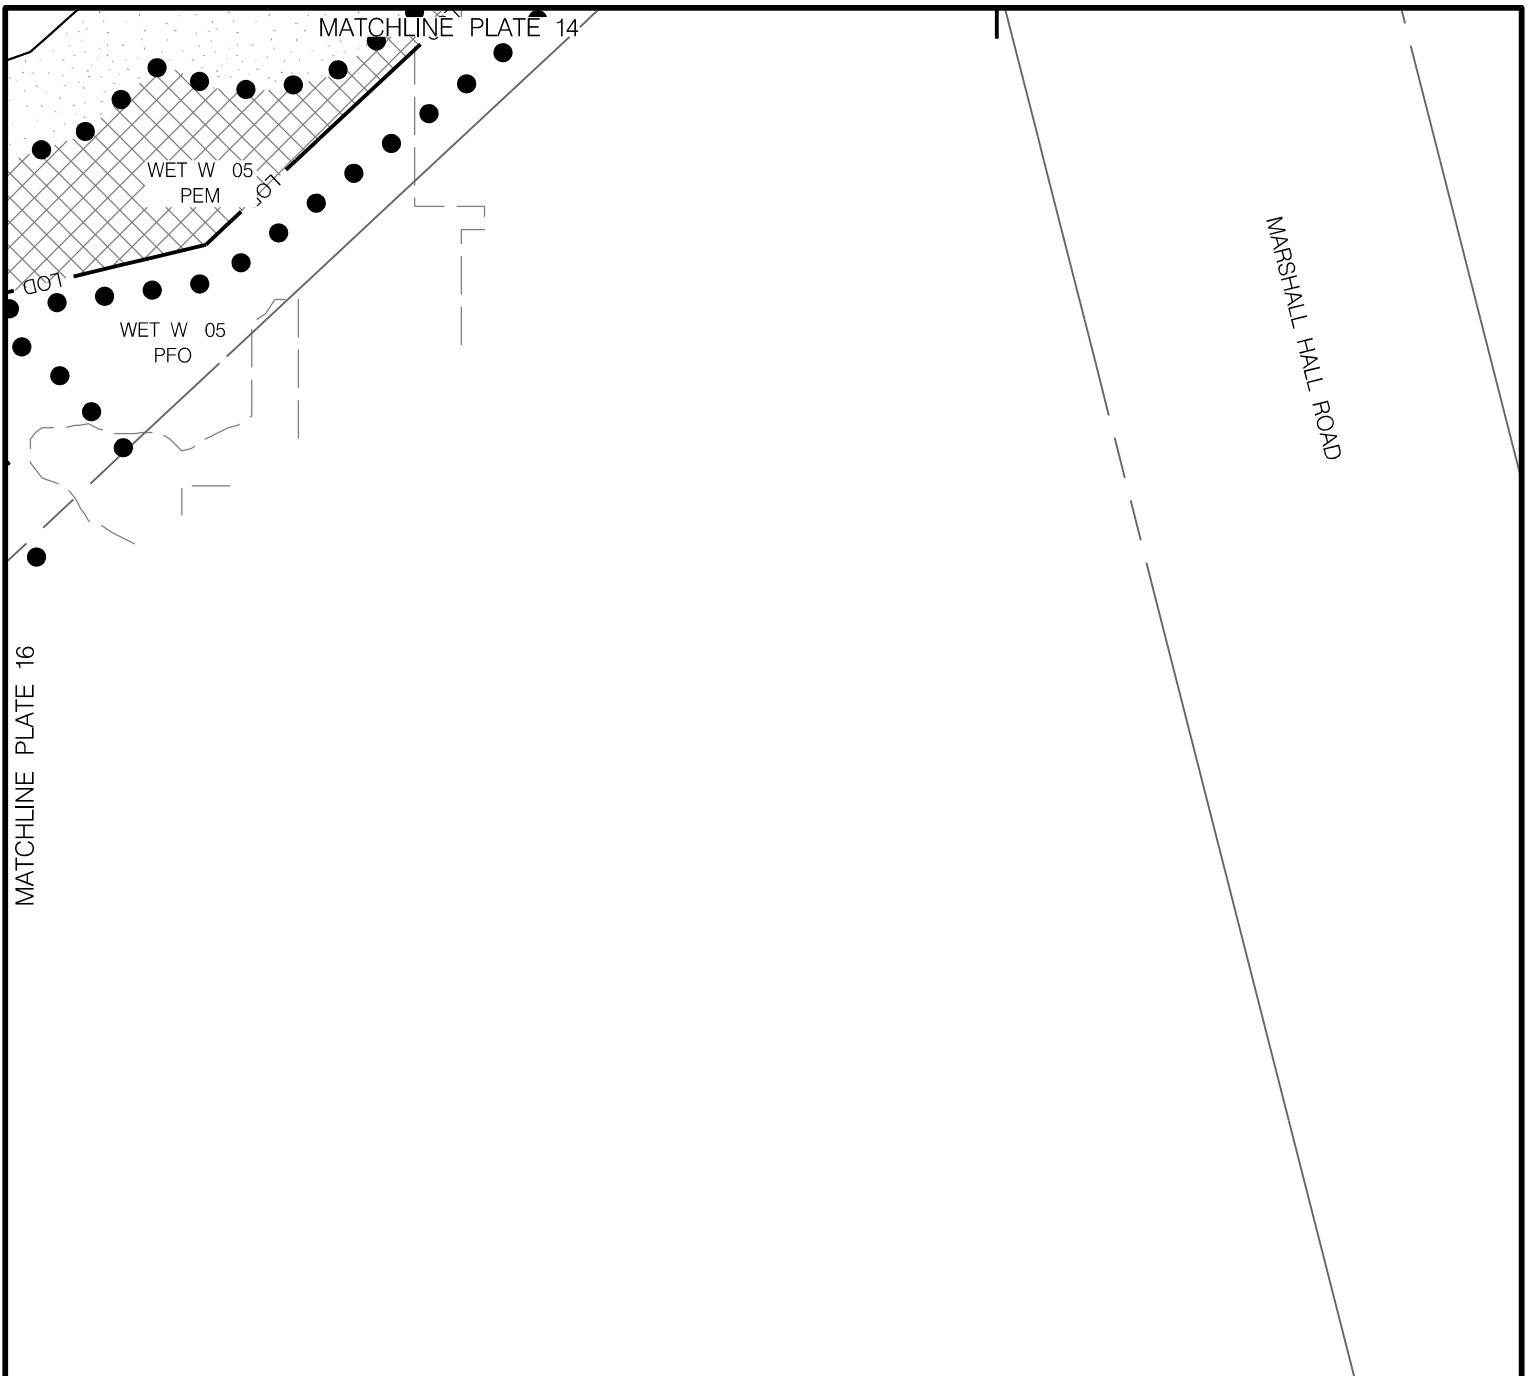 MATCHLINE PLATE 14
WET W 05
PEM
LOD
LOD
WET W 05
PFO
MARSHALL HALL ROAD
MATCHLINE PLATE 16